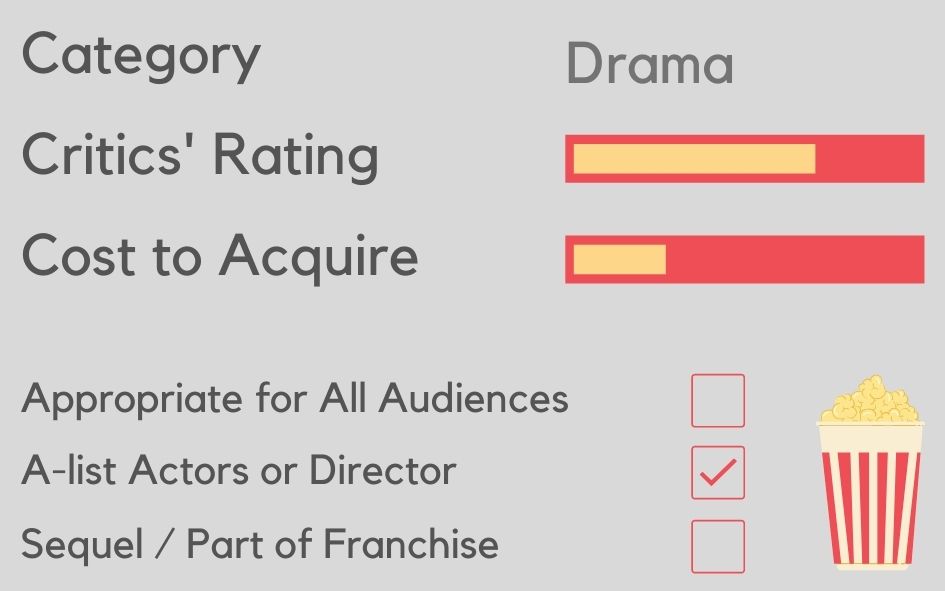 Category
Drama
Critics' Rating
Cost to Acquire
Appropriate for All Audiences
A-list Actors or Director
Sequel / Part of Franchise